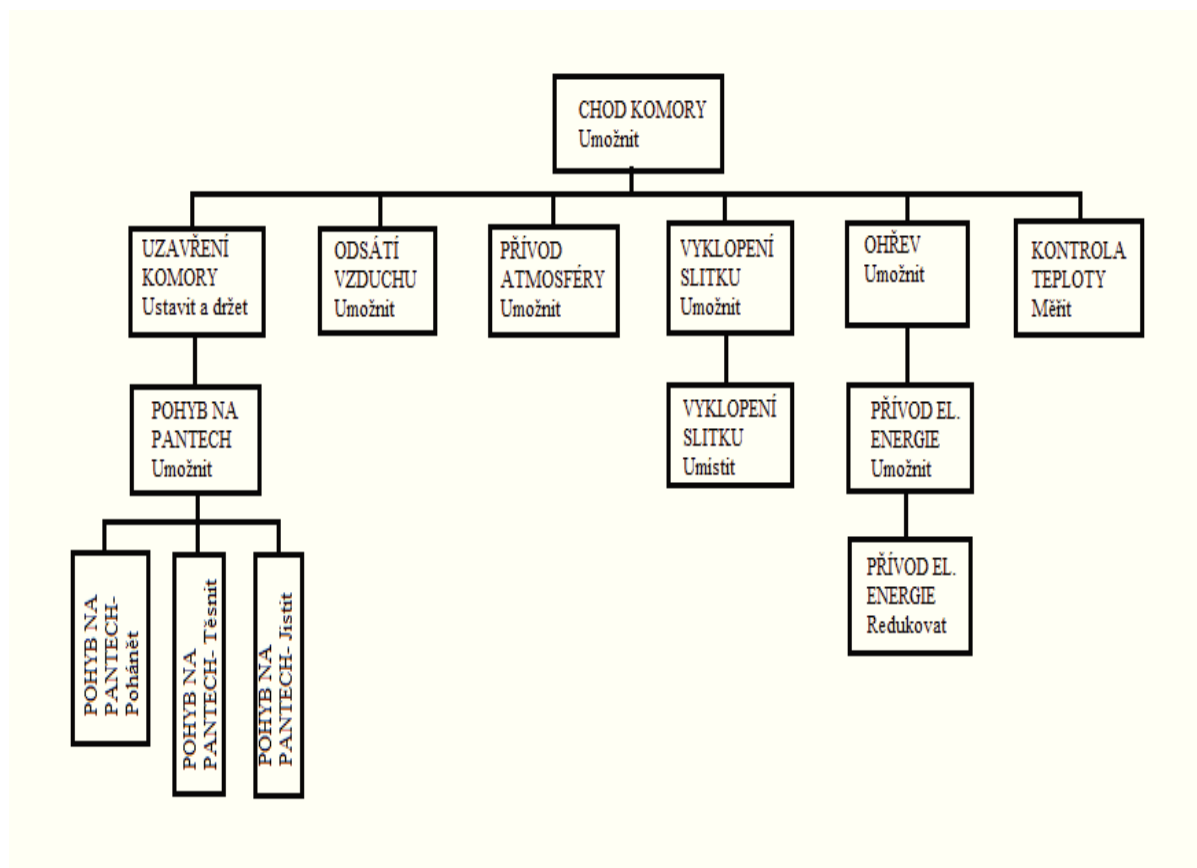 CHOD KOMORY
Umožnit
UZAVŘENÍ
KOMORY
Ustavit a držet
ODSÁTÍ
VZDUCHU
Umožnit
PŘÍVOD
ATMOSFÉRY
Umožnit
VYKLOPENÍ
SLITKU
Umožnit
OHŘEV
Umožnit
KONTROLA
TEPLOTY
Měřit
POHYB NA
PANTECH
Umožnit
VYKLOPENÍ
SLITKU
Umístit
PŘÍVOD EL.
ENERGIE
Umožnit
POHYB NA
PANTECH-
Pohánět
POHYB NA
PANTECH- Těsnit
POHYB NA
PANTECH- Jistit
PŘÍVOD EL.
ENERGIE
Redukovat